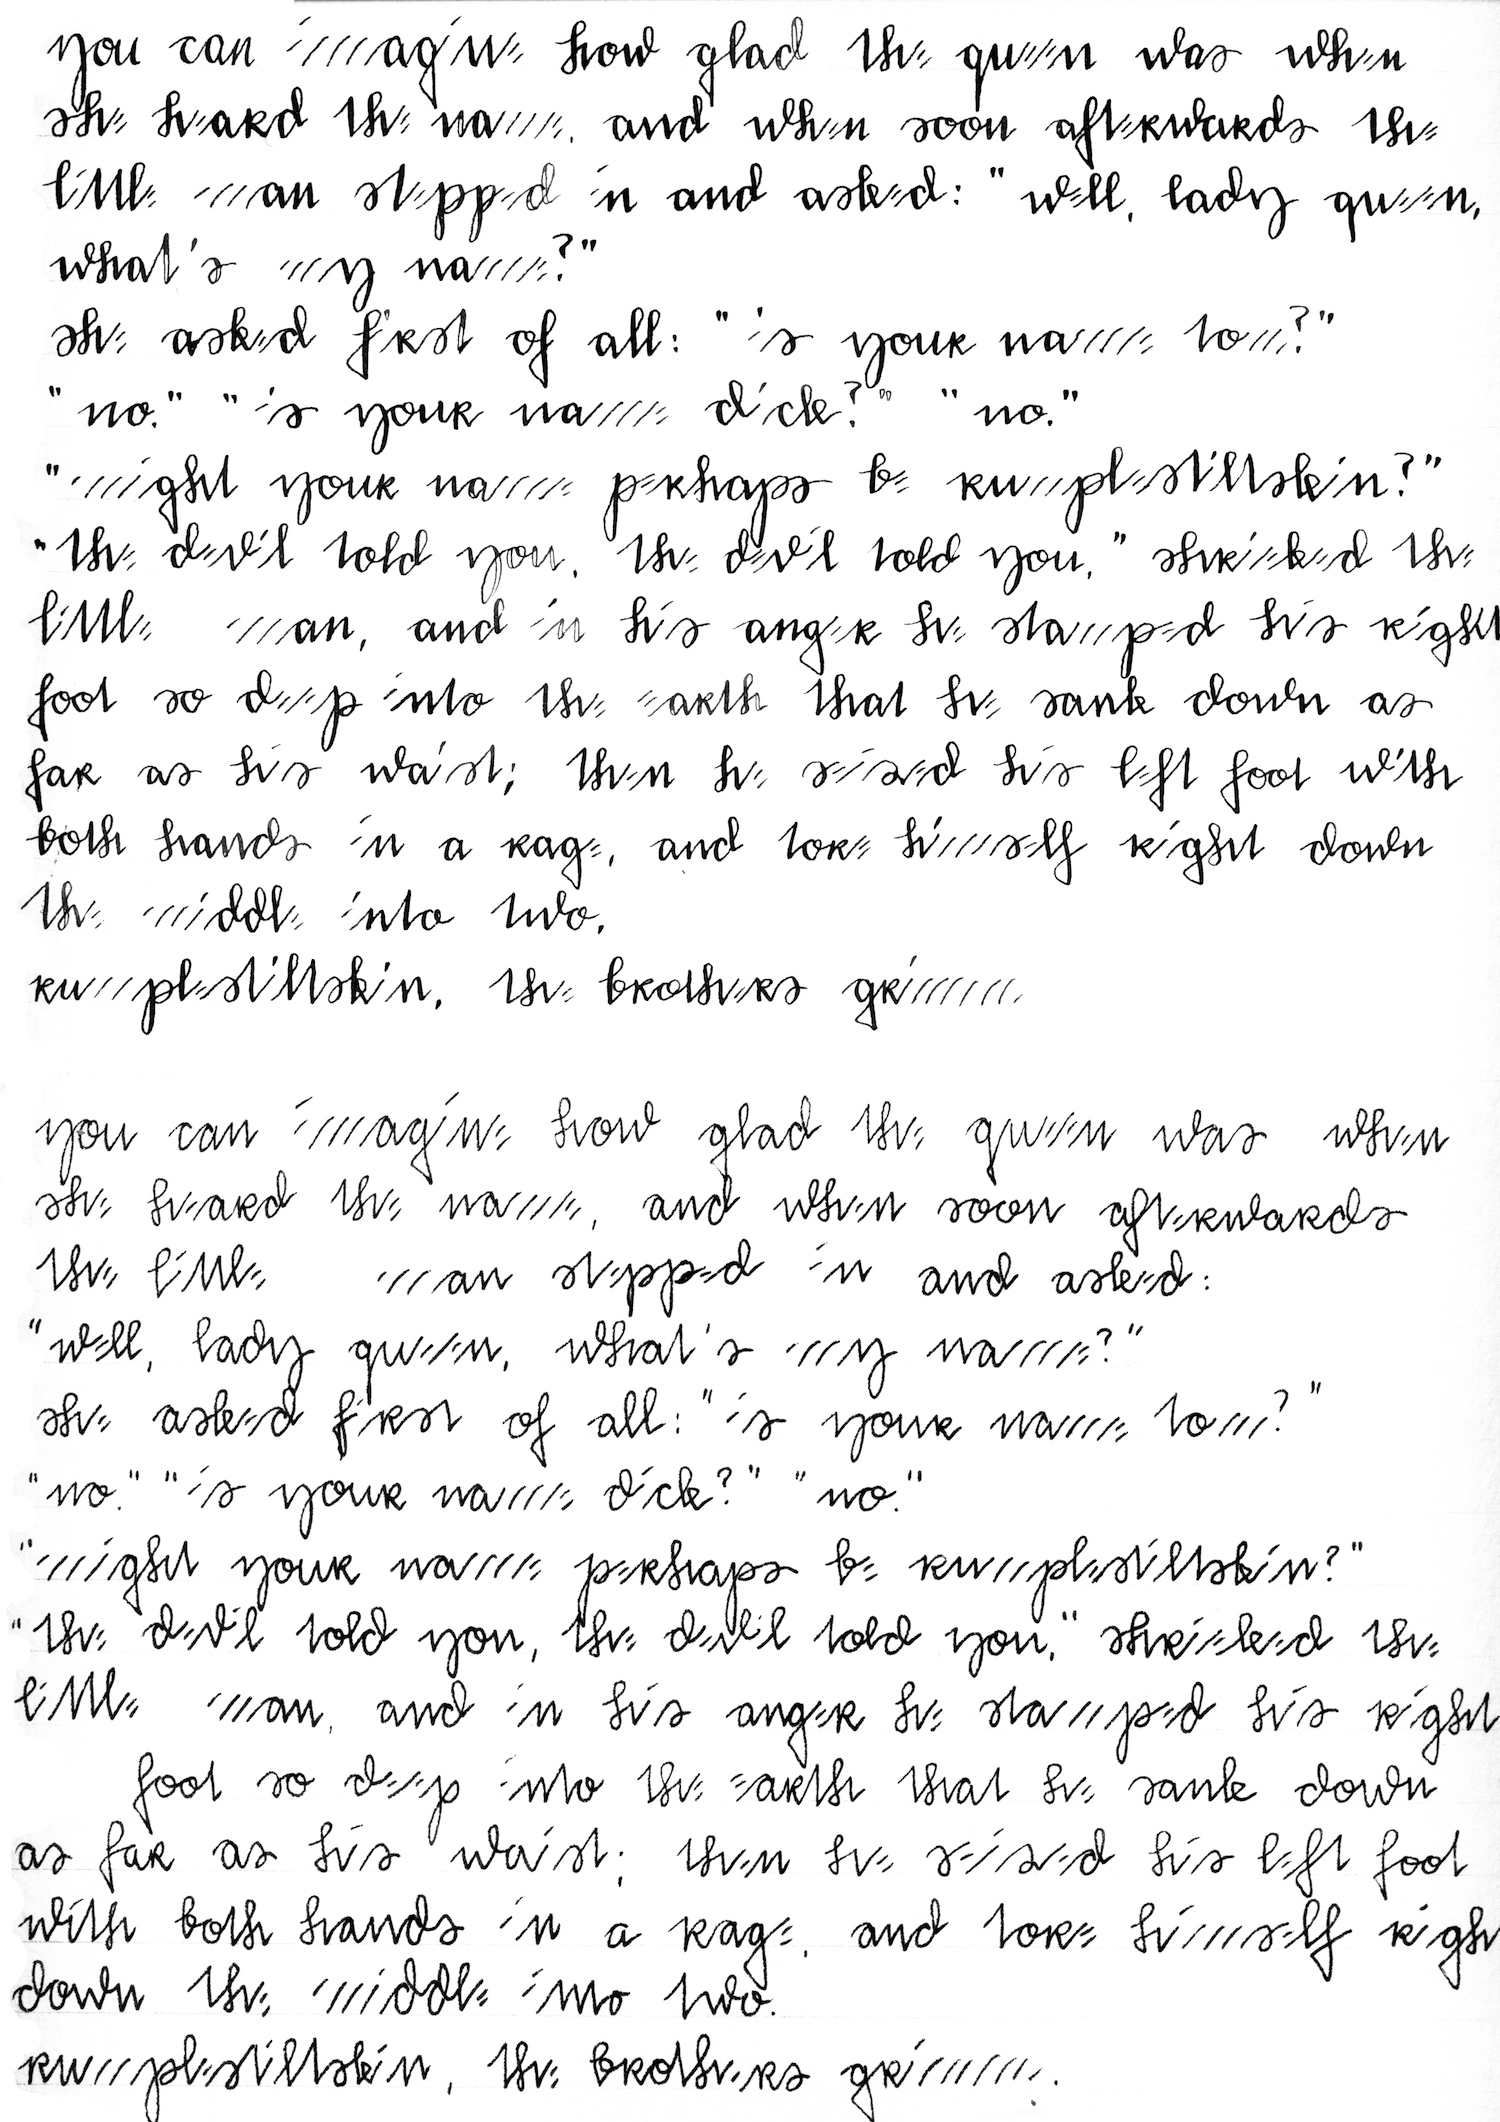 you can imagine how glad the queen was when
she heard the name, and when soon afterwards the
little man stepped in and asked: "well, lady queen,
what's my name?"
she asked first of all: "is your name tom?"
"no." "is your name dick?" "no."
"might your name perhaps be rumplestiltskin?"
"the devil told you, the devil told you," shrieked the
little man, and in his anger he stamped his right
foot so deep into the earth that he sank down as
far as his waist; then he seized his left foot with
both hands in a rage, and tore himself right down
the middle into two.
rumplestiltskin, the brothers grimm.
you can imagine how glad the queen was when
she heard the name, and when soon afterwards
the little man stepped in and asked:
"well, lady queen, what's my name?"
she asked first of all: "is your name tom?"
"no." "is your name dick?" "no."
"might your name perhaps be rumplestiltskin?"
"the devil told you, the devil told you," shrieked the
little man, and in his anger he stamped his right
foot so deep into the earth that he sank down
as far as his waist; then he seized his left foot
with both hands in a rage, and tore himself righ
down the middle into two.
rumplestiltskin, the brothers grimm.